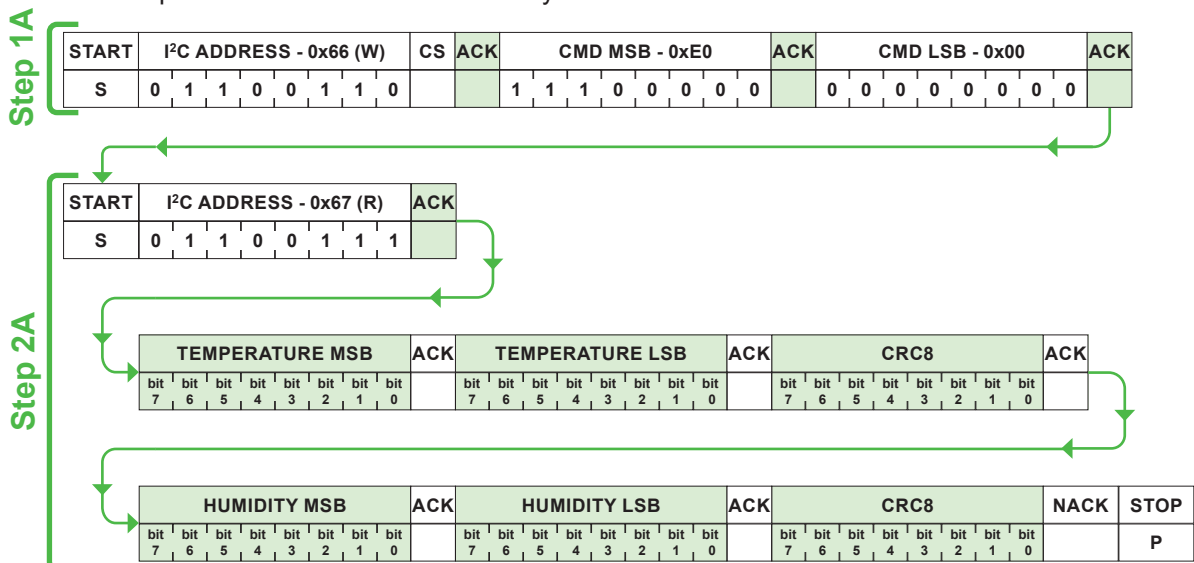 Step 1A
START I²C ADDRESS - 0x66 (W) CS ACK CMD MSB - 0xE0 ACK CMD LSB - 0x00 ACK
S 0 1 1 0 0 1 1 0 1 1 1 0 0 0 0 0 0 0 0 0 0 0 0 0
Step 2A
START I²C ADDRESS - 0x67 (R) ACK
S 0 1 1 0 0 1 1 1
TEMPERATURE MSB ACK TEMPERATURE LSB ACK CRC8 ACK
bit bit bit bit bit bit bit bit bit bit bit bit bit bit bit bit bit bit bit bit bit bit bit bit
7 6 5 4 3 2 1 0 7 6 5 4 3 2 1 0 7 6 5 4 3 2 1 0
HUMIDITY MSB ACK HUMIDITY LSB ACK CRC8 NACK STOP
bit bit bit bit bit bit bit bit bit bit bit bit bit bit bit bit bit bit bit bit bit bit bit bit P
7 6 5 4 3 2 1 0 7 6 5 4 3 2 1 0 7 6 5 4 3 2 1 0